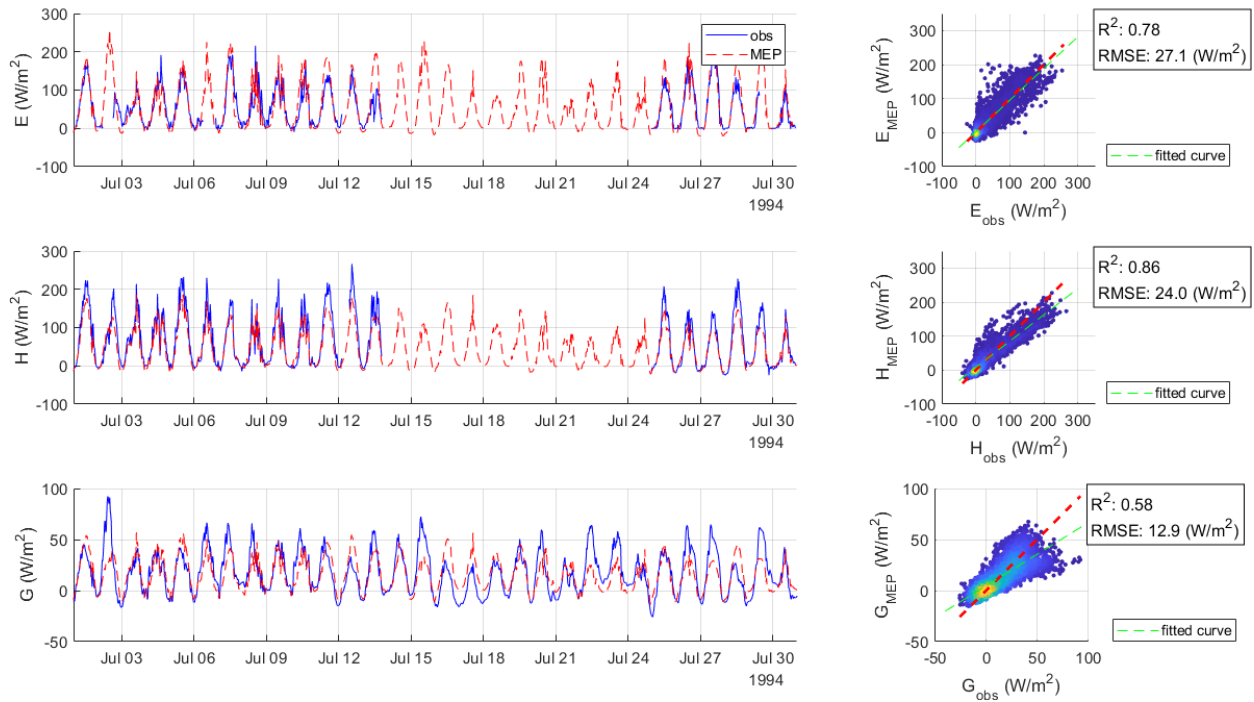 300
200
100
0
-100
E (W/m²)
obs
MEP
Jul 03 Jul 06 Jul 09 Jul 12 Jul 15 Jul 18 Jul 21 Jul 24 Jul 27 Jul 30
1994
300
200
100
0
-100
E_MEP (W/m²)
-100 0 100 200 300
E_obs (W/m²)
R²: 0.78
RMSE: 27.1 (W/m²)
fitted curve
300
200
100
0
-100
H (W/m²)
Jul 03 Jul 06 Jul 09 Jul 12 Jul 15 Jul 18 Jul 21 Jul 24 Jul 27 Jul 30
1994
300
200
100
0
-100
H_MEP (W/m²)
-100 0 100 200 300
H_obs (W/m²)
R²: 0.86
RMSE: 24.0 (W/m²)
fitted curve
100
50
0
-50
G (W/m²)
Jul 03 Jul 06 Jul 09 Jul 12 Jul 15 Jul 18 Jul 21 Jul 24 Jul 27 Jul 30
1994
100
50
0
-50
G_MEP (W/m²)
-50 0 50 100
G_obs (W/m²)
R²: 0.58
RMSE: 12.9 (W/m²)
fitted curve